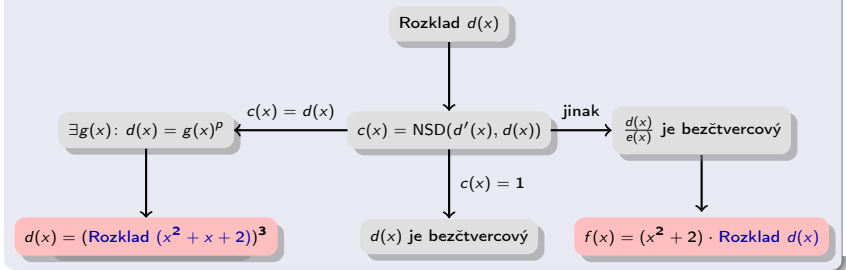 Rozklad d(x)
c(x) = d(x)
jinak
∃g(x): d(x) = g(x)^p
c(x) = NSD(d′(x), d(x))
d(x)/e(x) je bezčtvercový
c(x) = 1
d(x) = (Rozklad (x² + x + 2))³
d(x) je bezčtvercový
f(x) = (x² + 2) · Rozklad d(x)